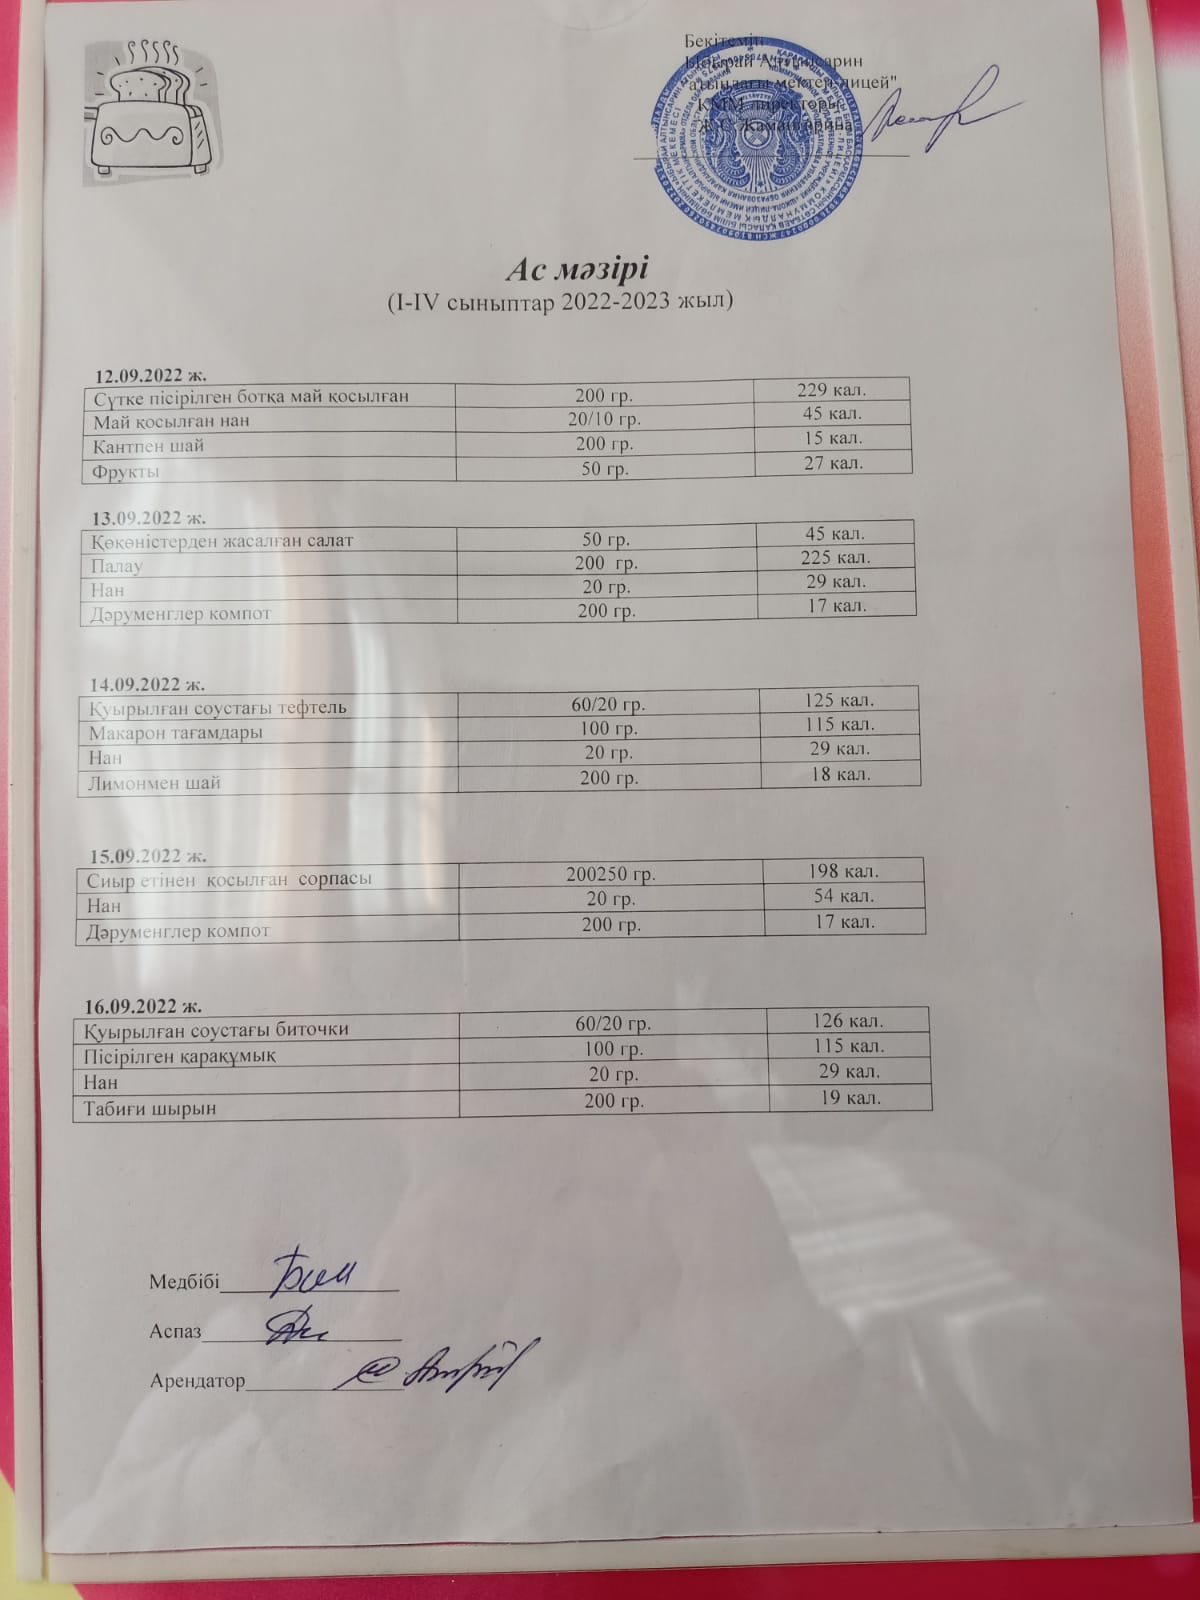 Бекітемін
Ыбырай Алтынсарин
атындағы мектеп-лицей"
КММ директоры
Ас мәзірі
(I-IV сыныптар 2022-2023 жыл)
12.09.2022 ж.
Сүтке пісірілген ботқа май қосылған 200 гр. 229 кал.
Май қосылған нан 20/10 гр. 45 кал.
Кантпен шай 200 гр. 15 кал.
Фрукты 50 гр. 27 кал.
13.09.2022 ж.
Көкөністерден жасалған салат 50 гр. 45 кал.
Палау 200 гр. 225 кал.
Нан 20 гр. 29 кал.
Дәруменглер компот 200 гр. 17 кал.
14.09.2022 ж.
Қуырылған соустағы тефтель 60/20 гр. 125 кал.
Макарон тағамдары 100 гр. 115 кал.
Нан 20 гр. 29 кал.
Лимонмен шай 200 гр. 18 кал.
15.09.2022 ж.
Сиыр етінен қосылған сорпасы 200250 гр. 198 кал.
Нан 20 гр. 54 кал.
Дәруменглер компот 200 гр. 17 кал.
16.09.2022 ж.
Қуырылған соустағы биточки 60/20 гр. 126 кал.
Пісірілген қарақұмық 100 гр. 115 кал.
Нан 20 гр. 29 кал.
Табиғи шырын 200 гр. 19 кал.
Медбібі
Аспаз
Арендатор